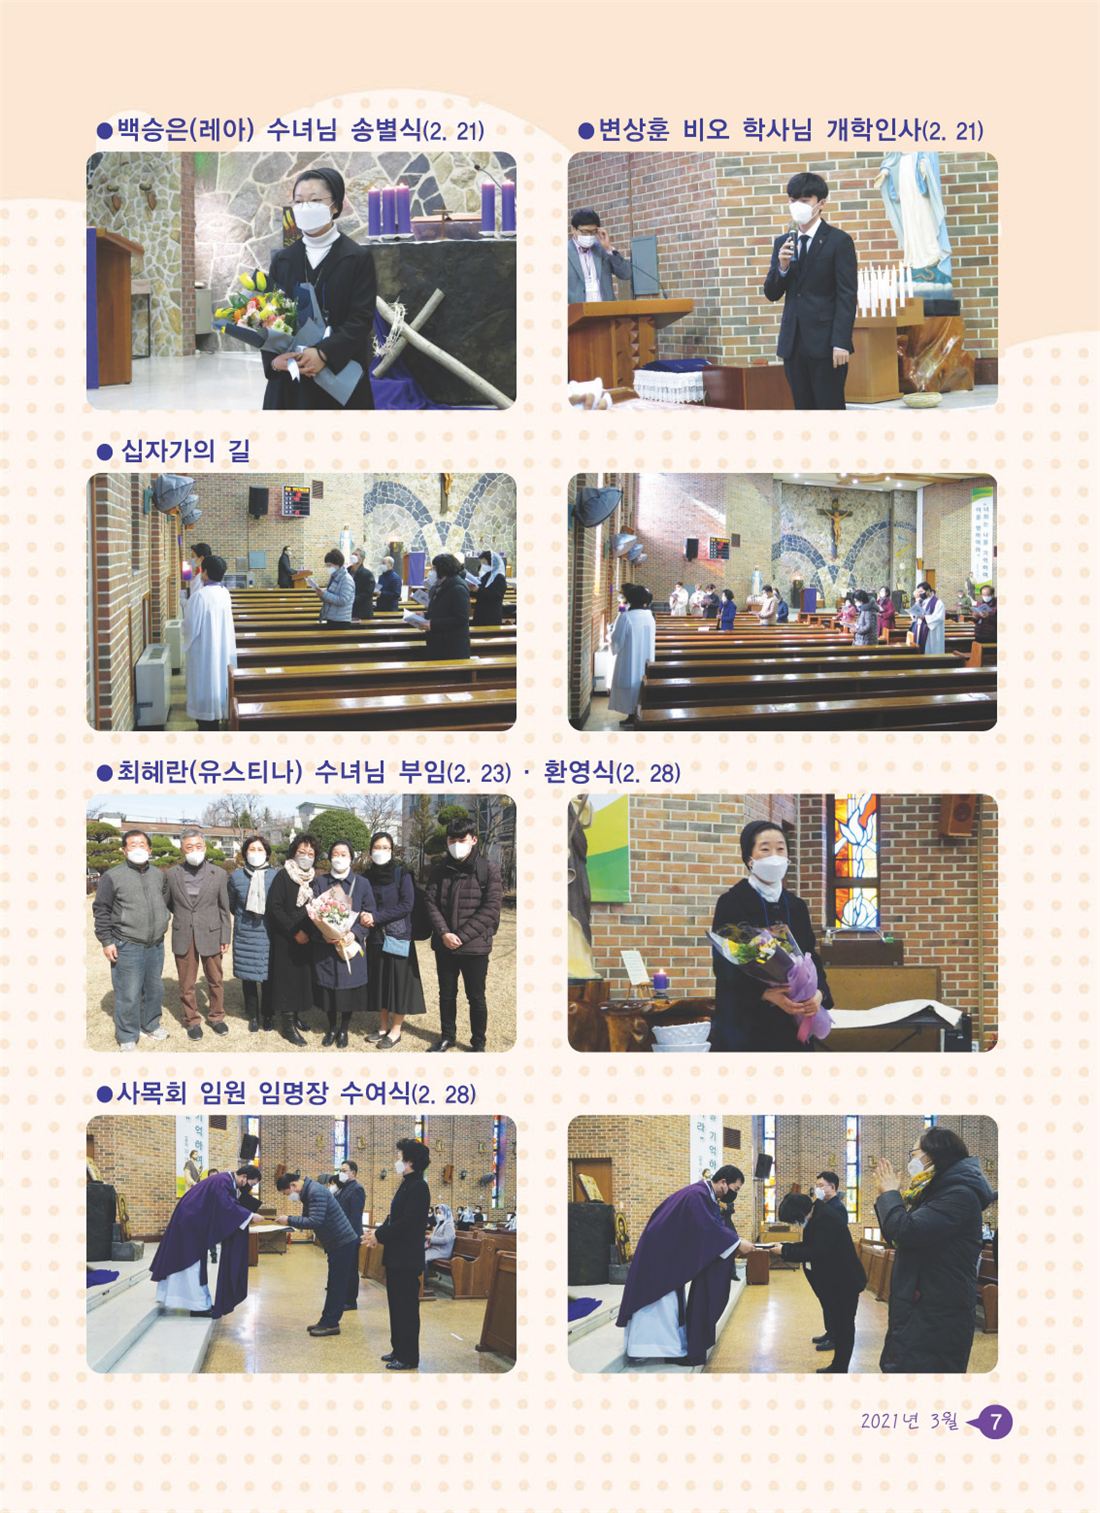 ●백승은(레아) 수녀님 송별식(2. 21)
●변상훈 비오 학사님 개학인사(2. 21)
● 십자가의 길
●최혜란(유스티나) 수녀님 부임(2. 23) · 환영식(2. 28)
●사목회 임원 임명장 수여식(2. 28)
2021년 3월 7